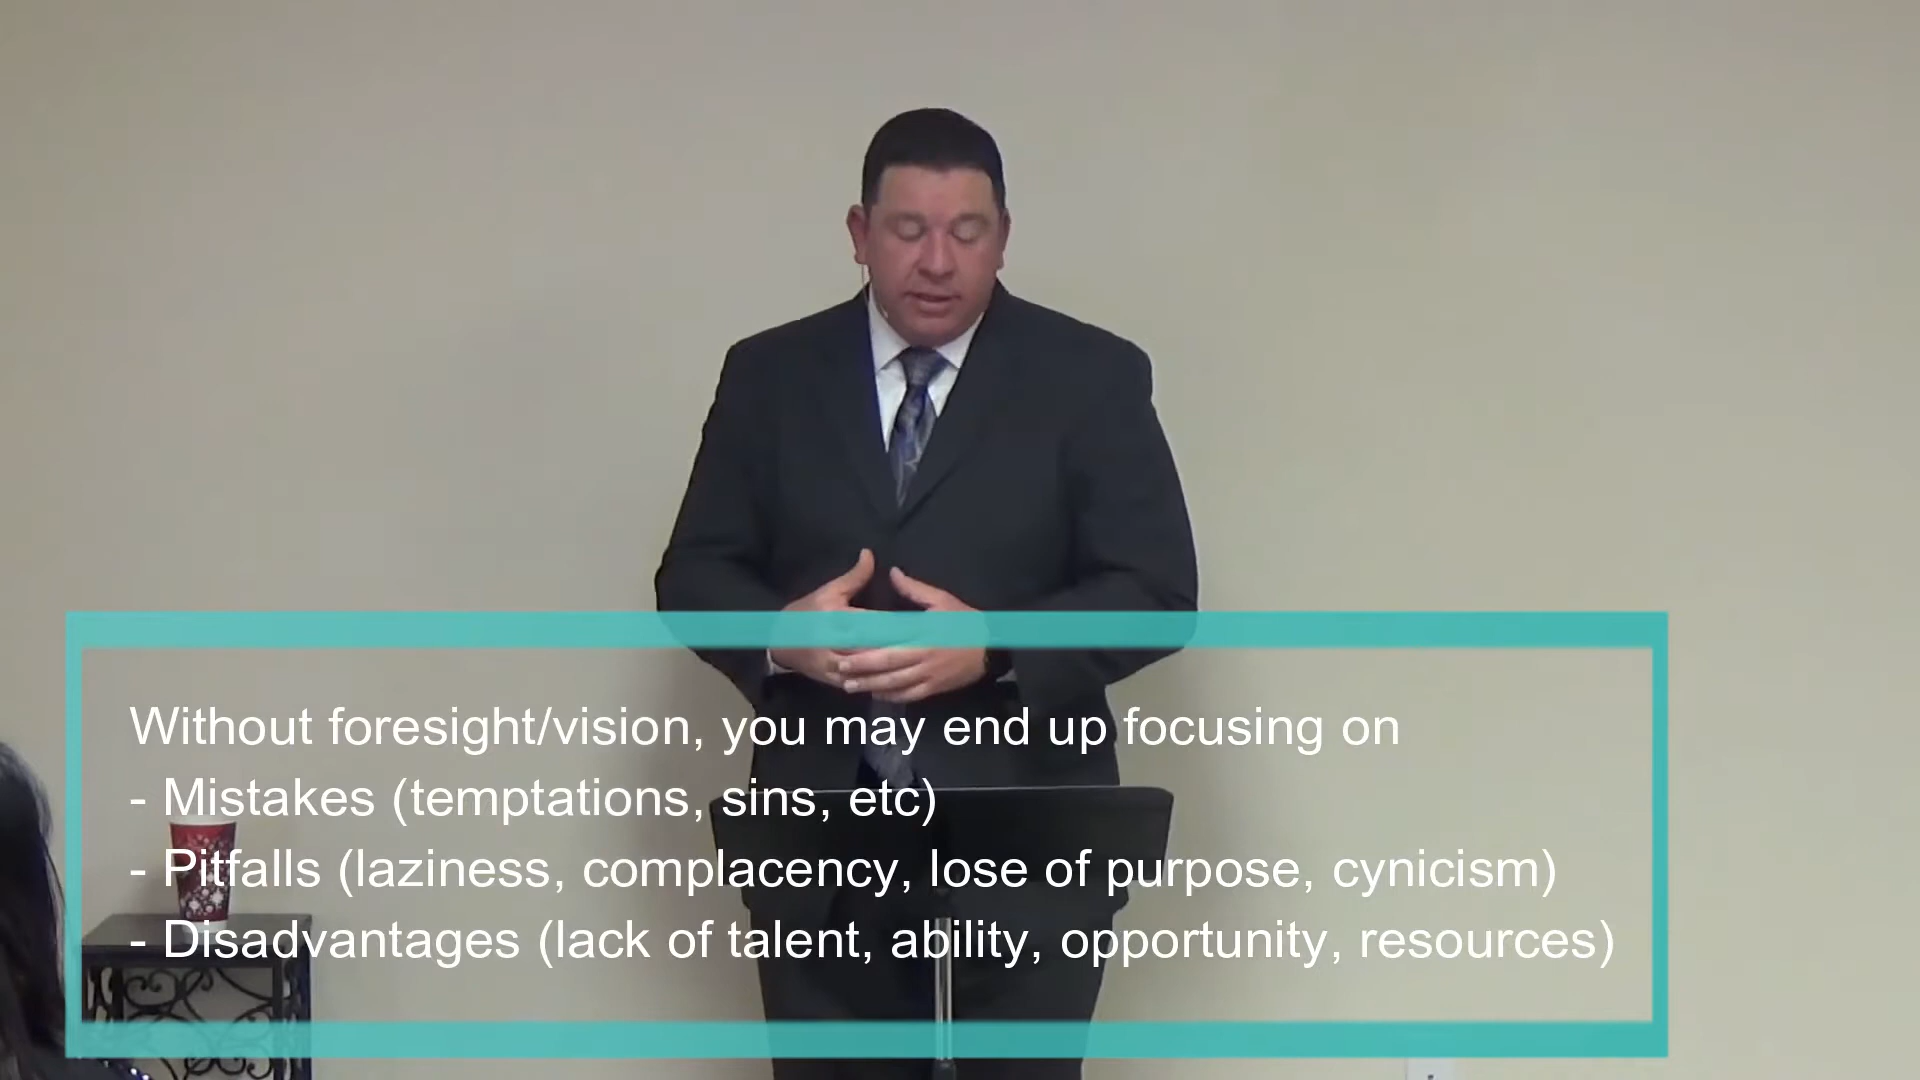 Without foresight/vision, you may end up focusing on
- Mistakes (temptations, sins, etc)
- Pitfalls (laziness, complacency, lose of purpose, cynicism)
- Disadvantages (lack of talent, ability, opportunity, resources)